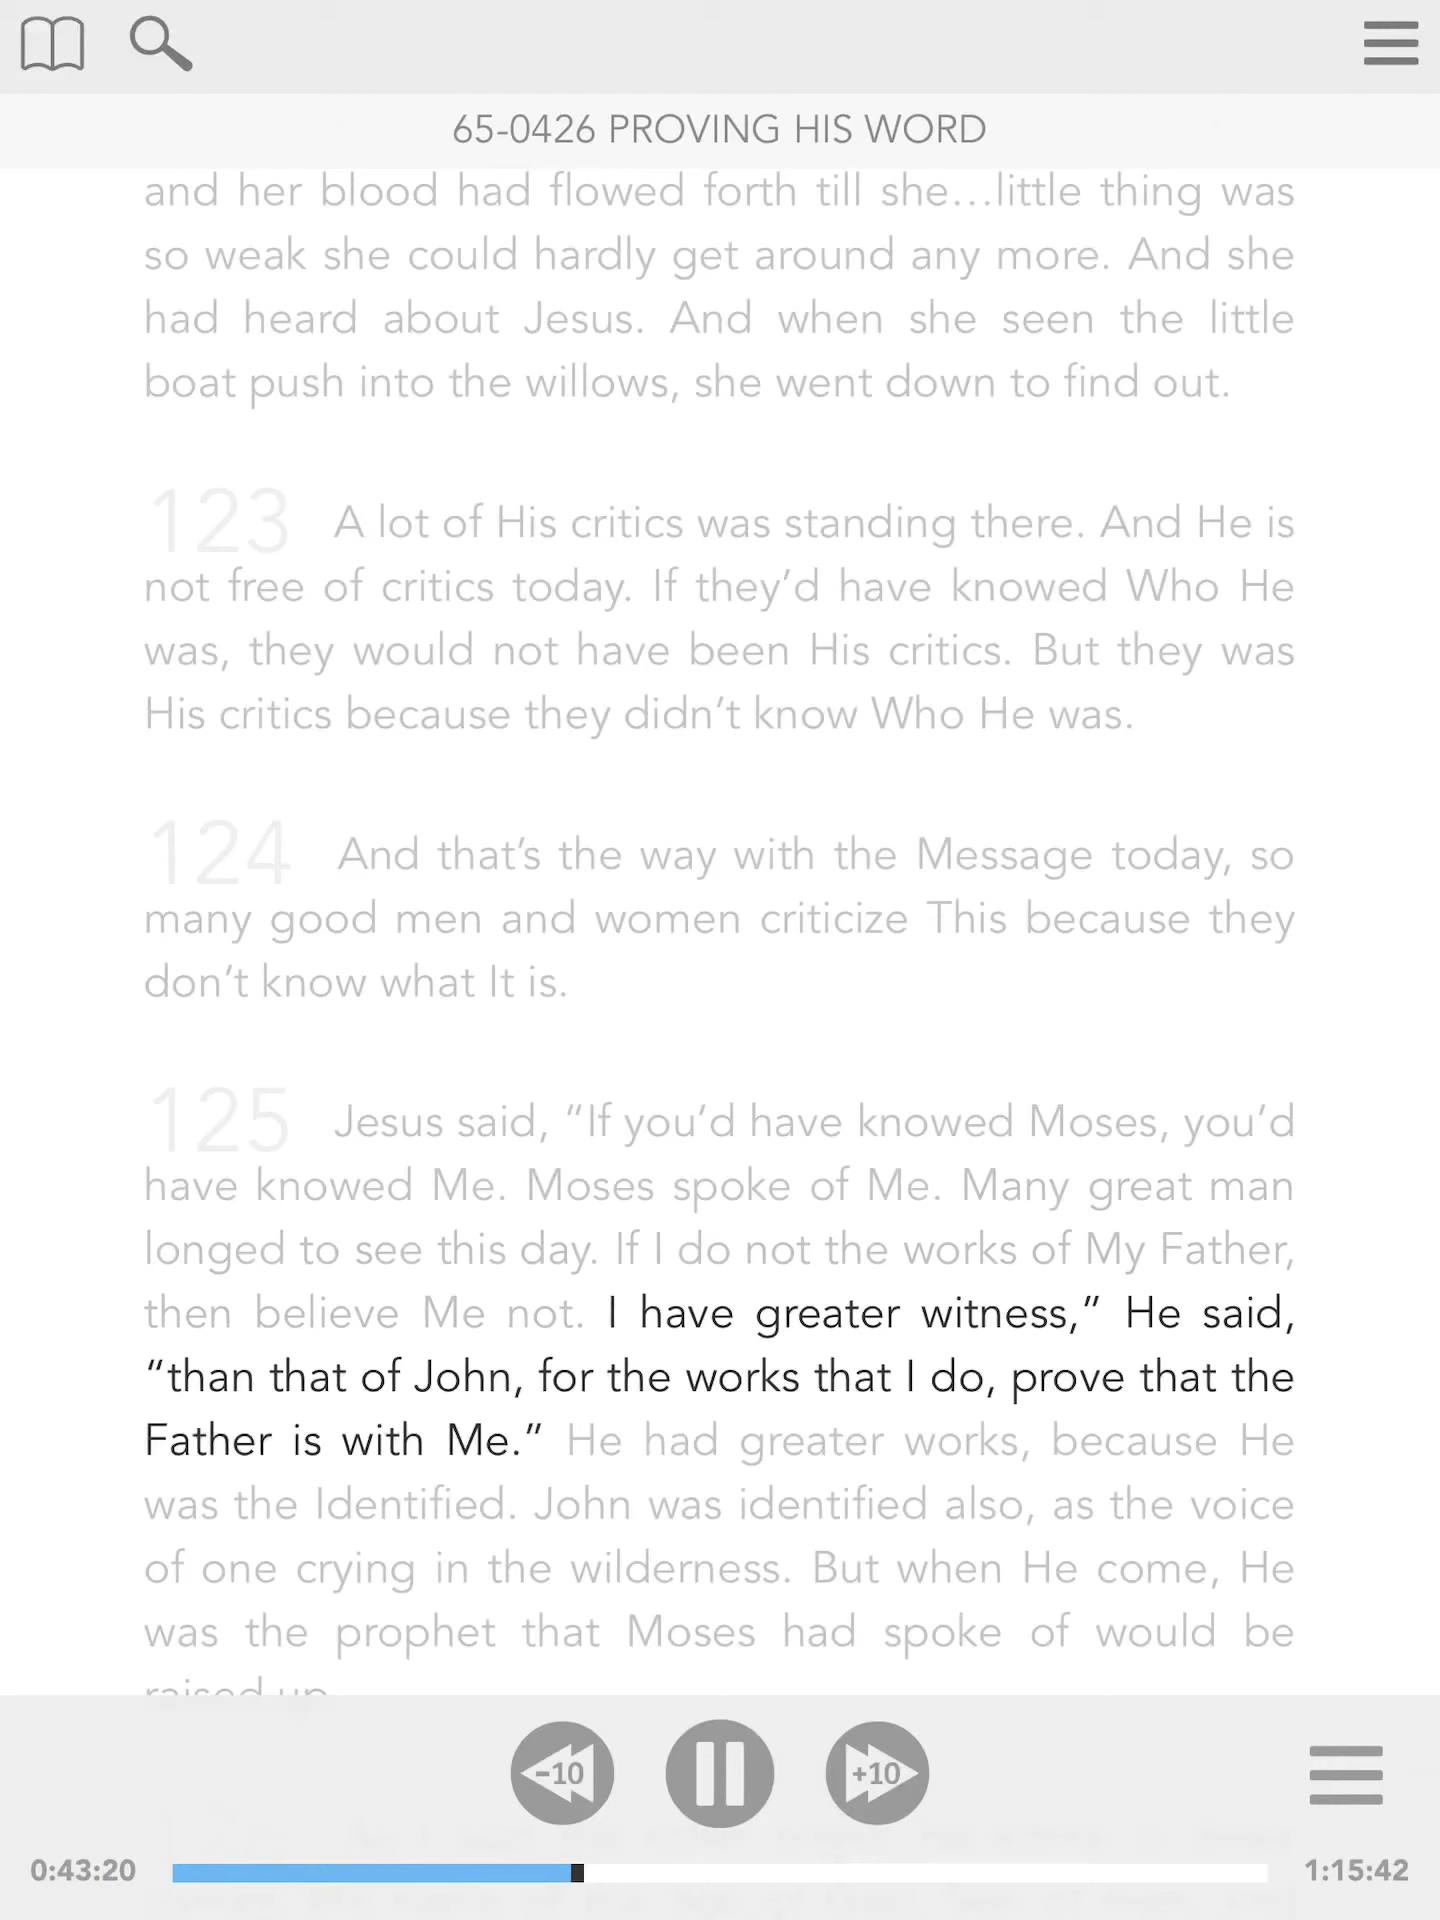 65-0426 PROVING HIS WORD
and her blood had flowed forth till she…little thing was
so weak she could hardly get around any more. And she
had heard about Jesus. And when she seen the little
boat push into the willows, she went down to find out.
123 A lot of His critics was standing there. And He is
not free of critics today. If they’d have knowed Who He
was, they would not have been His critics. But they was
His critics because they didn’t know Who He was.
124 And that’s the way with the Message today, so
many good men and women criticize This because they
don’t know what It is.
125 Jesus said, “If you’d have knowed Moses, you’d
have knowed Me. Moses spoke of Me. Many great man
longed to see this day. If I do not the works of My Father,
then believe Me not. I have greater witness,” He said,
“than that of John, for the works that I do, prove that the
Father is with Me.” He had greater works, because He
was the Identified. John was identified also, as the voice
of one crying in the wilderness. But when He come, He
was the prophet that Moses had spoke of would be
raised up.
-10 +10
0:43:20 1:15:42